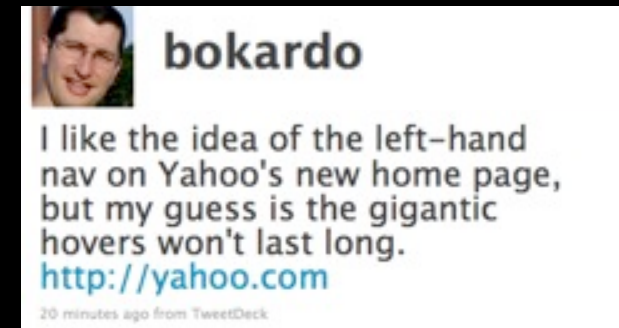 bokardo
I like the idea of the left-hand
nav on Yahoo's new home page,
but my guess is the gigantic
hovers won't last long.
http://yahoo.com
20 minutes ago from TweetDeck